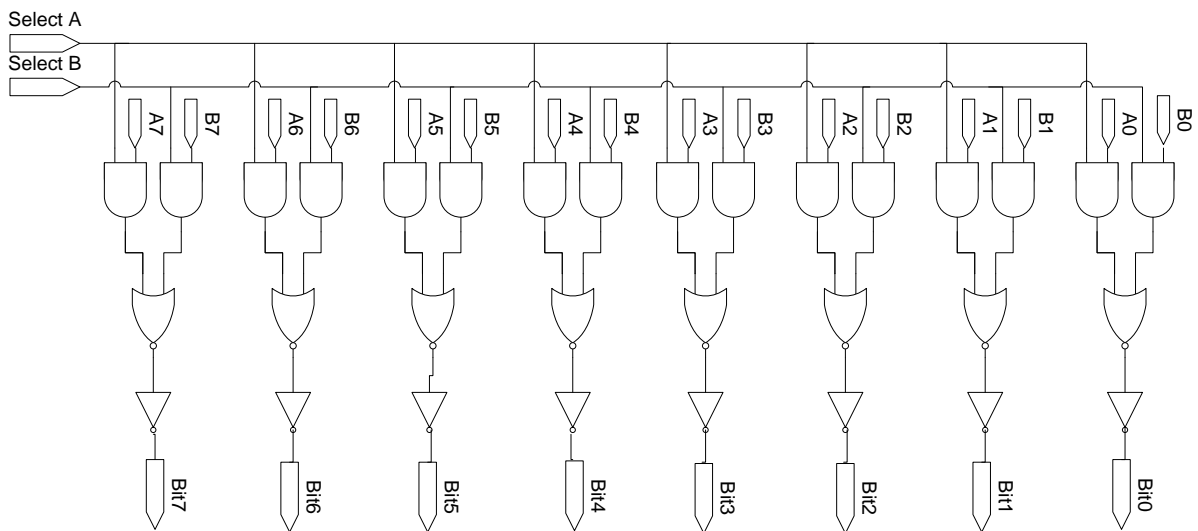 Select A
Select B
A7
B7
A6
B6
A5
B5
A4
B4
A3
B3
A2
B2
A1
B1
A0
B0
Bit7
Bit6
Bit5
Bit4
Bit3
Bit2
Bit1
Bit0